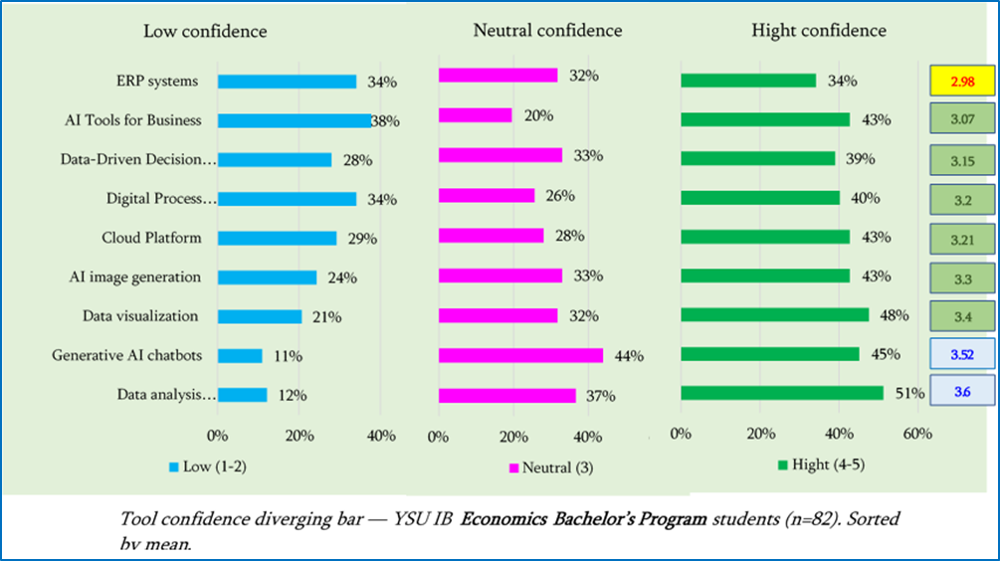 Low confidence Neutral confidence Hight confidence
ERP systems 34% 32% 34% 2.98
AI Tools for Business 38% 20% 43% 3.07
Data-Driven Decision... 28% 33% 39% 3.15
Digital Process... 34% 26% 40% 3.2
Cloud Platform 29% 28% 43% 3.21
AI image generation 24% 33% 43% 3.3
Data visualization 21% 32% 48% 3.4
Generative AI chatbots 11% 44% 45% 3.52
Data analysis... 12% 37% 51% 3.6
0% 20% 40% 0% 20% 40% 0% 20% 40% 60%
Low (1-2) Neutral (3) Hight (4-5)
Tool confidence diverging bar — YSU IB Economics Bachelor's Program students (n=82). Sorted
by mean.